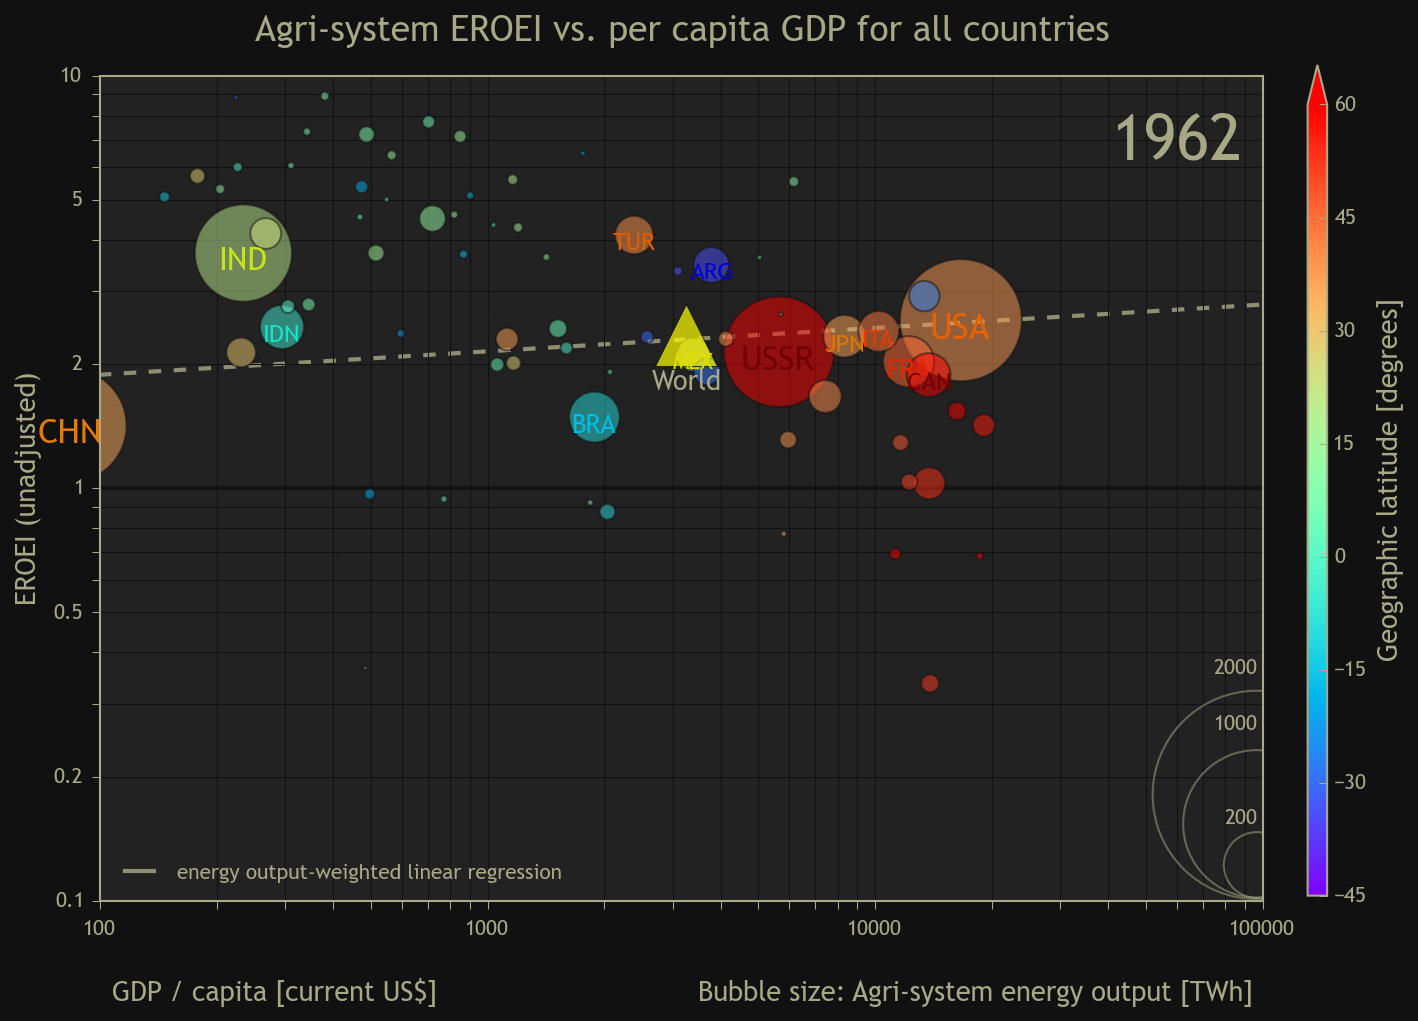 Agri-system EROEI vs. per capita GDP for all countries
1962
10
5
2
1
0.5
0.2
0.1
EROEI (unadjusted)
IND
IDN
CHN
TUR
ARG
USSR
JPN
ITA
USA
FRA
CAN
MEX
World
BRA
2000
1000
200
energy output-weighted linear regression
100
1000
10000
100000
GDP / capita [current US$]
Bubble size: Agri-system energy output [TWh]
60
45
30
15
0
−15
−30
−45
Geographic latitude [degrees]